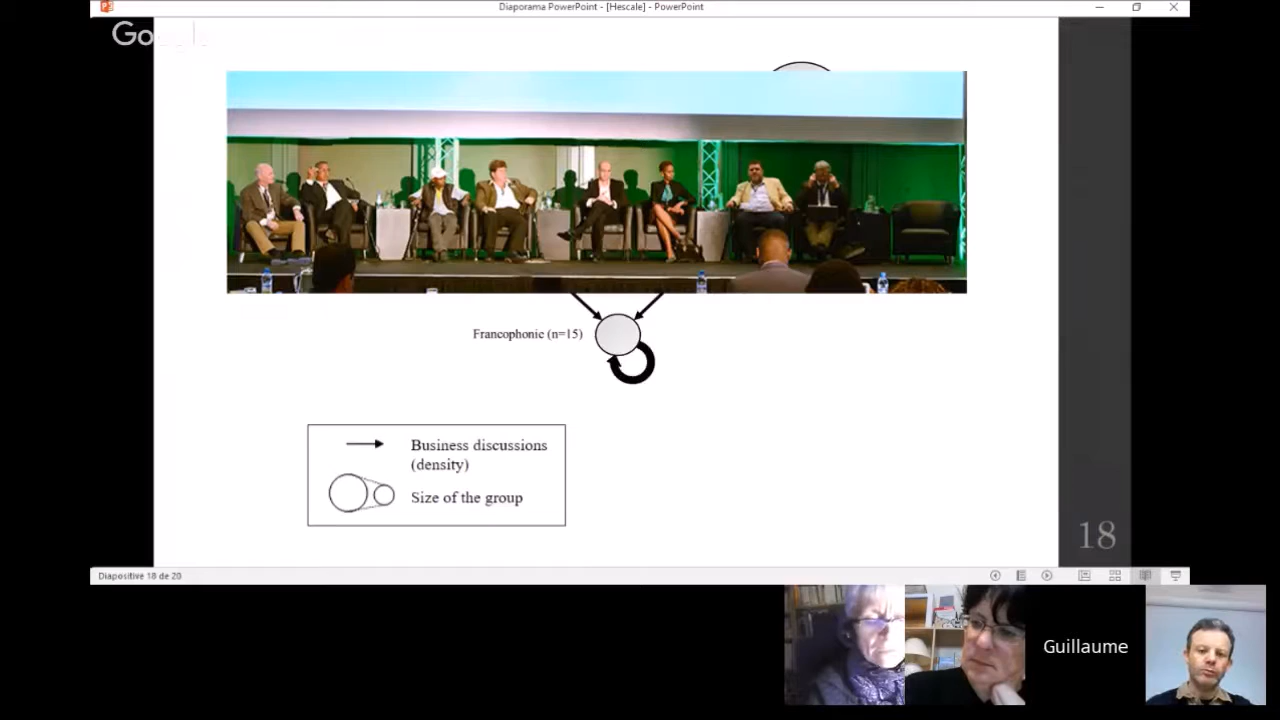 Diaporama PowerPoint - [Hescale] - PowerPoint
Francophonic (n=15)
Business discussions
(density)
Size of the group
18
Diapositive 18 de 20
Guillaume